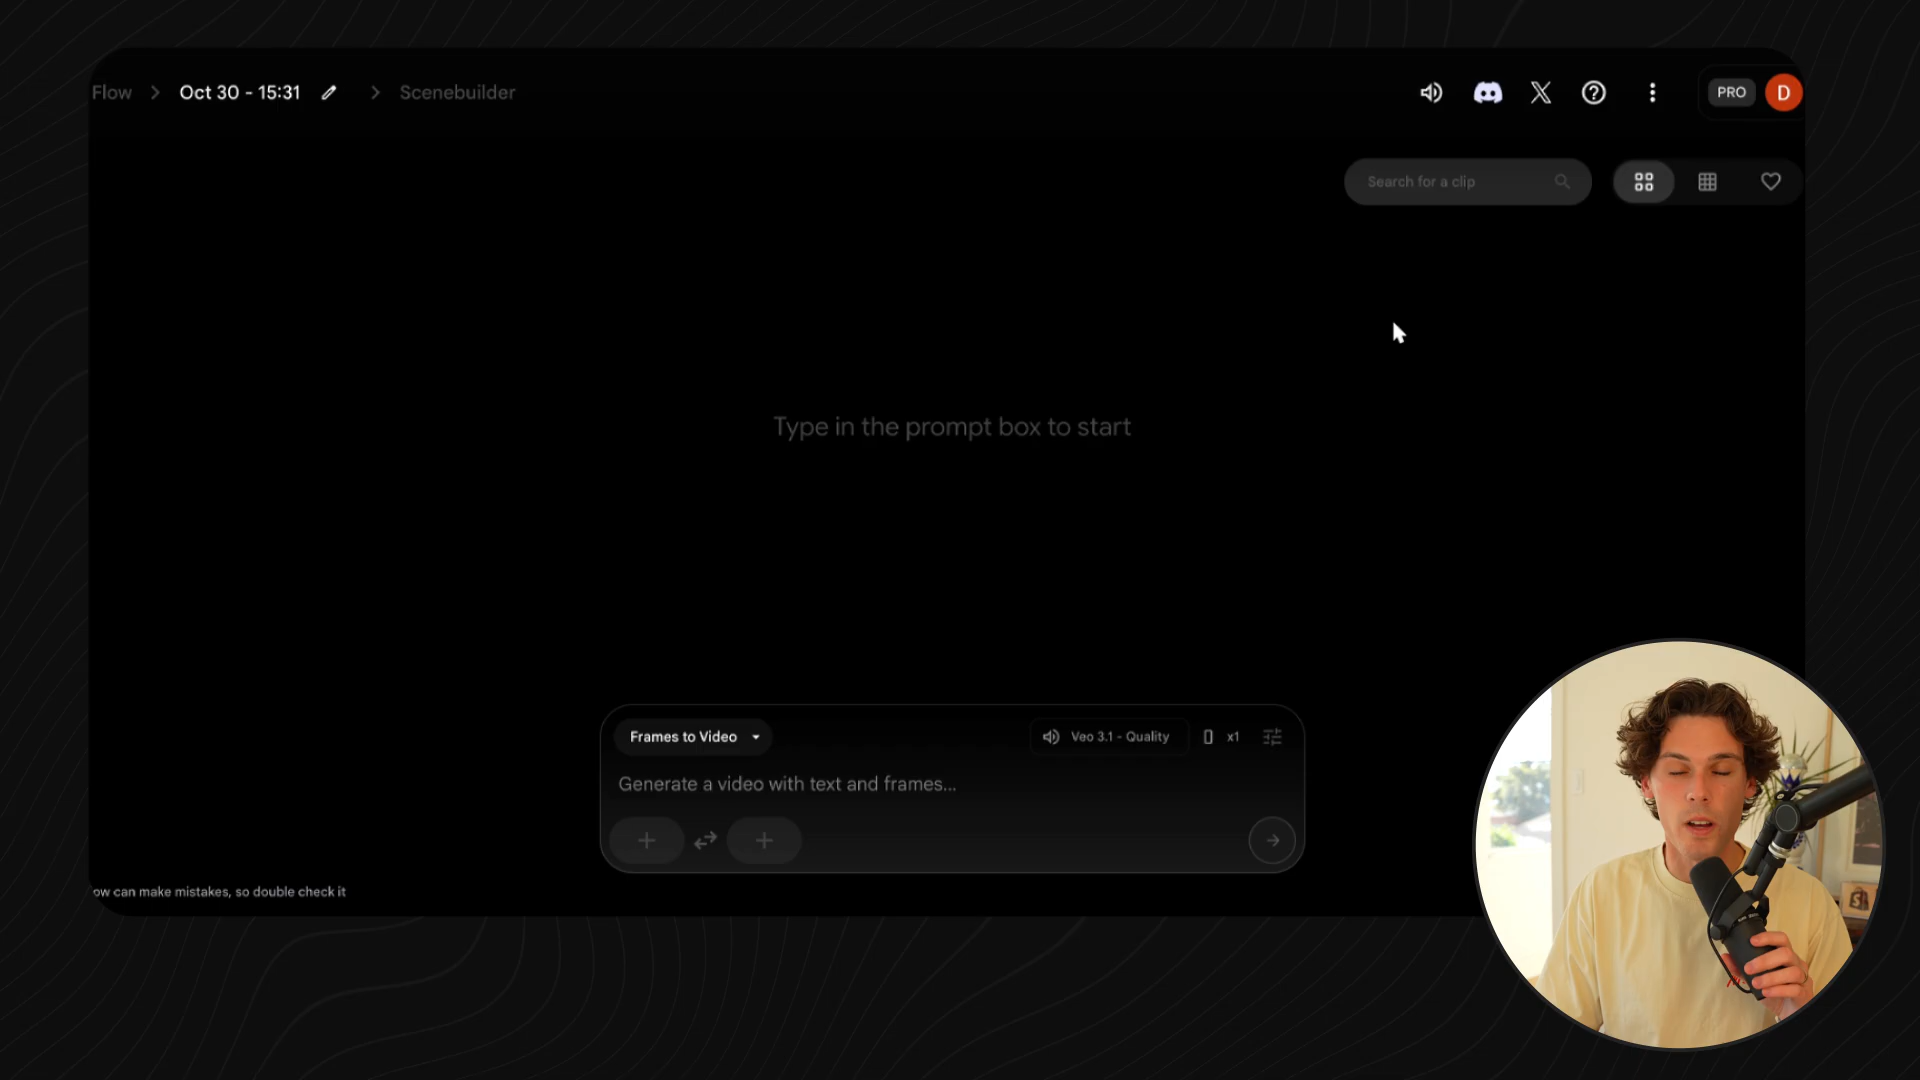 Flow > Oct 30 - 15:31 > Scenebuilder
PRO D
Search for a clip
Type in the prompt box to start
Frames to Video
Veo 3.1 - Quality x1
Generate a video with text and frames...
ow can make mistakes, so double check it